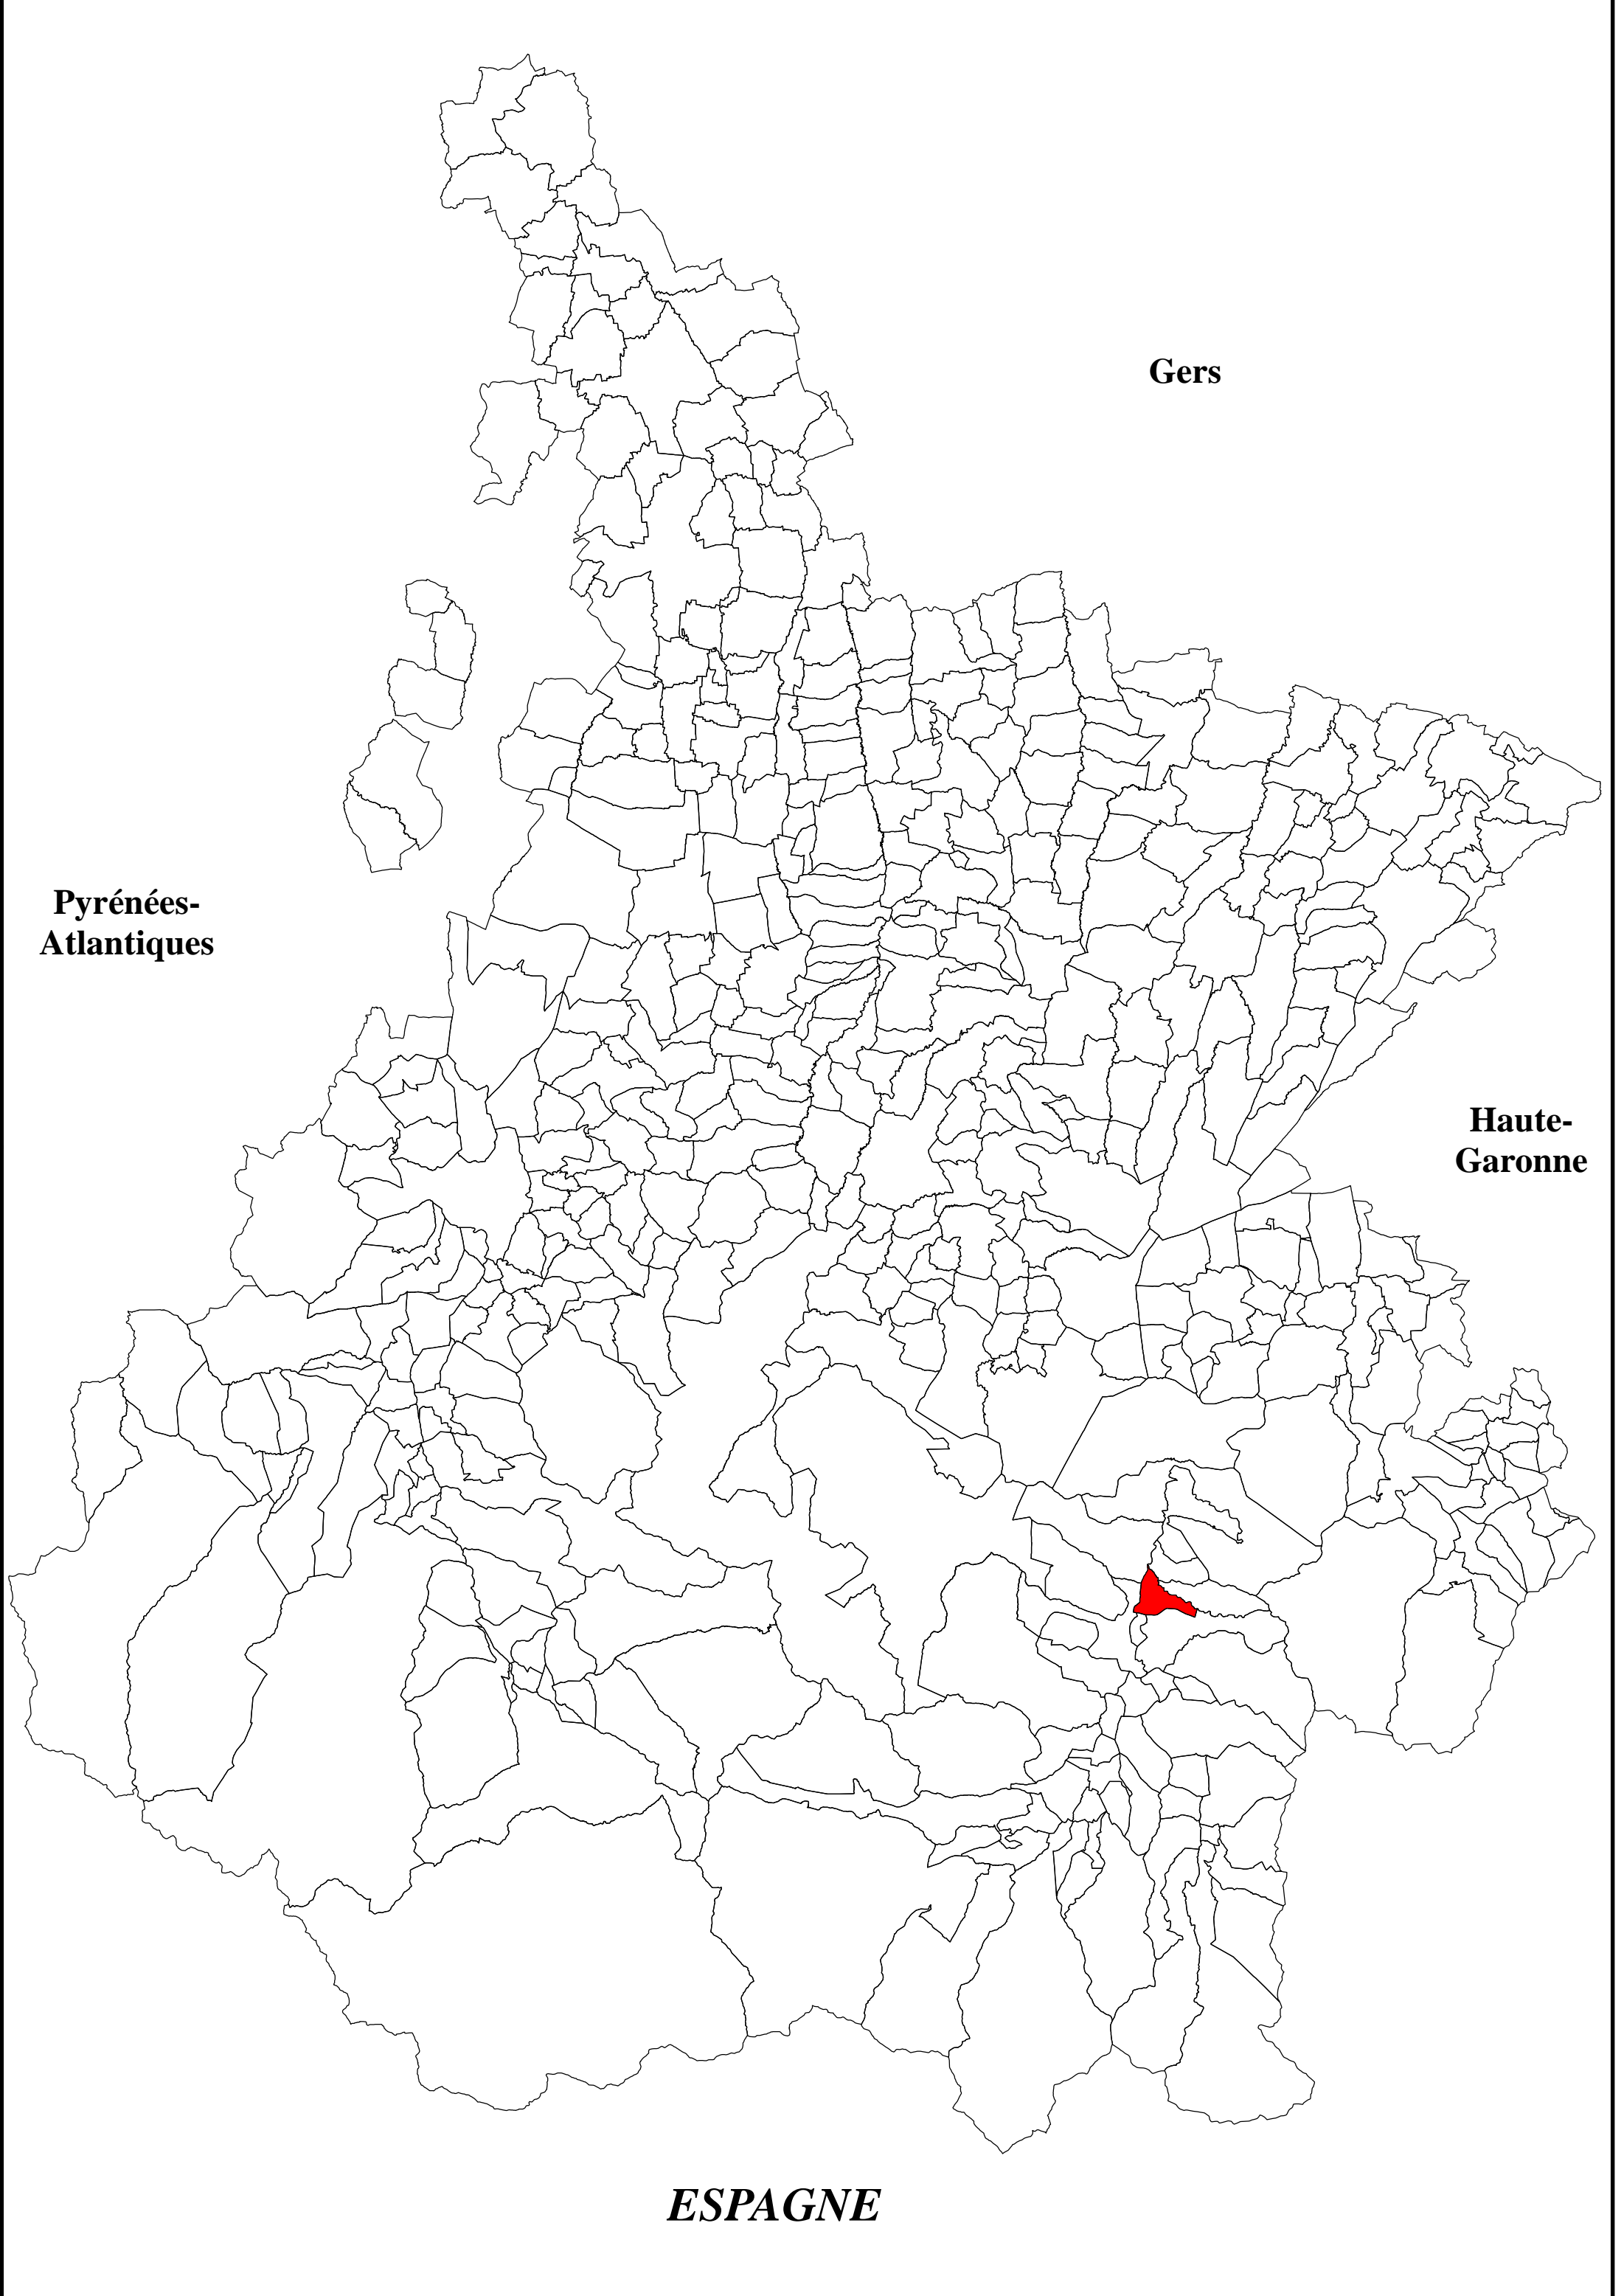 Gers
Pyrénées-
Atlantiques
Haute-
Garonne
ESPAGNE